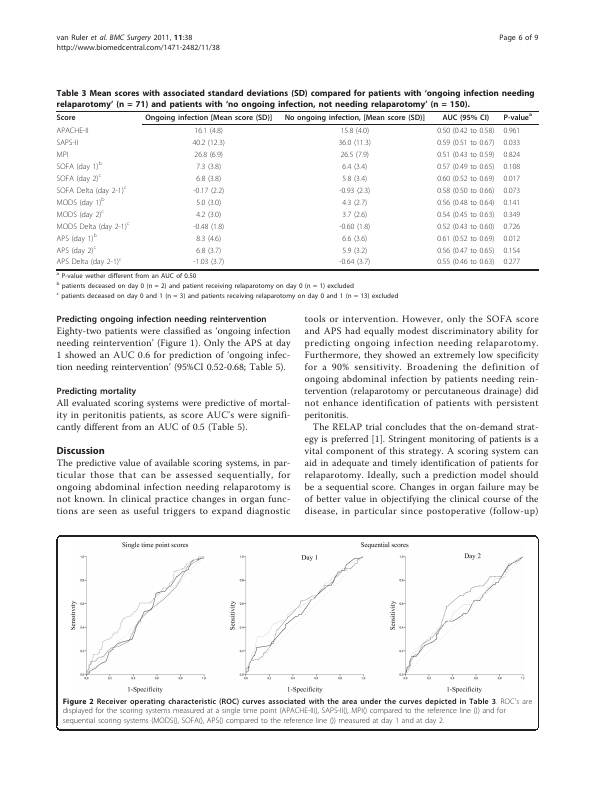 van Ruler et al. BMC Surgery 2011, 11:38
http://www.biomedcentral.com/1471-2482/11/38
Page 6 of 9
Table 3 Mean scores with associated standard deviations (SD) compared for patients with ‘ongoing infection needing
relaparotomy’ (n = 71) and patients with ‘no ongoing infection, not needing relaparotomy’ (n = 150).
Score Ongoing infection [Mean score (SD)] No ongoing infection, [Mean score (SD)] AUC (95% CI) P-valueª
APACHE-II 16.1 (4.8) 15.8 (4.0) 0.50 (0.42 to 0.58) 0.961
SAPS-II 40.2 (12.3) 36.0 (11.3) 0.59 (0.51 to 0.67) 0.033
MPI 26.8 (6.9) 26.5 (7.9) 0.51 (0.43 to 0.59) 0.824
SOFA (day 1)b 7.3 (3.8) 6.4 (3.4) 0.57 (0.49 to 0.65) 0.108
SOFA (day 2)c 6.8 (3.8) 5.8 (3.4) 0.60 (0.52 to 0.69) 0.017
SOFA Delta (day 2-1)c -0.17 (2.2) -0.93 (2.3) 0.58 (0.50 to 0.66) 0.073
MODS (day 1)b 5.0 (3.0) 4.3 (2.7) 0.56 (0.48 to 0.64) 0.141
MODS (day 2)c 4.2 (3.0) 3.7 (2.6) 0.54 (0.45 to 0.63) 0.349
MODS Delta (day 2-1)c -0.48 (1.8) -0.60 (1.8) 0.52 (0.43 to 0.60) 0.726
APS (day 1)b 8.3 (4.6) 6.6 (3.6) 0.61 (0.52 to 0.69) 0.012
APS (day 2)c 6.8 (3.7) 5.9 (3.2) 0.56 (0.47 to 0.65) 0.154
APS Delta (day 2-1)c -1.03 (3.7) -0.64 (3.7) 0.55 (0.46 to 0.63) 0.277
a P-value wether different from an AUC of 0.50
b patients deceased on day 0 (n = 2) and patient receiving relaparotomy on day 0 (n = 1) excluded
c patients deceased on day 0 and 1 (n = 3) and patients receiving relaparotomy on day 0 and 1 (n = 13) excluded
Predicting ongoing infection needing reintervention
Eighty-two patients were classified as ‘ongoing infection
needing reintervention’ (Figure 1). Only the APS at day
1 showed an AUC 0.6 for prediction of ‘ongoing infec-
tion needing reintervention’ (95%CI 0.52-0.68; Table 5).
Predicting mortality
All evaluated scoring systems were predictive of mortal-
ity in peritonitis patients, as score AUC’s were signifi-
cantly different from an AUC of 0.5 (Table 5).
Discussion
The predictive value of available scoring systems, in par-
ticular those that can be assessed sequentially, for
ongoing abdominal infection needing relaparotomy is
not known. In clinical practice changes in organ func-
tions are seen as useful triggers to expand diagnostic
tools or intervention. However, only the SOFA score
and APS had equally modest discriminatory ability for
predicting ongoing infection needing relaparotomy.
Furthermore, they showed an extremely low specificity
for a 90% sensitivity. Broadening the definition of
ongoing abdominal infection by patients needing rein-
tervention (relaparotomy or percutaneous drainage) did
not enhance identification of patients with persistent
peritonitis.
The RELAP trial concludes that the on-demand strat-
egy is preferred [1]. Stringent monitoring of patients is a
vital component of this strategy. A scoring system can
aid in adequate and timely identification of patients for
relaparotomy. Ideally, such a prediction model should
be a sequential score. Changes in organ failure may be
of better value in objectifying the clinical course of the
disease, in particular since postoperative (follow-up)
Single time point scores
Sequential scores
Day 1
Day 2
Sensitivity
Sensitivity
Sensitivity
1-Specificity
1-Specificity
1-Specificity
Figure 2 Receiver operating characteristic (ROC) curves associated with the area under the curves depicted in Table 3. ROC’s are
displayed for the scoring systems measured at a single time point (APACHE-II(), SAPS-II(), MPI() compared to the reference line ()) and for
sequential scoring systems (MODS(), SOFA(), APS() compared to the reference line ()) measured at day 1 and at day 2.